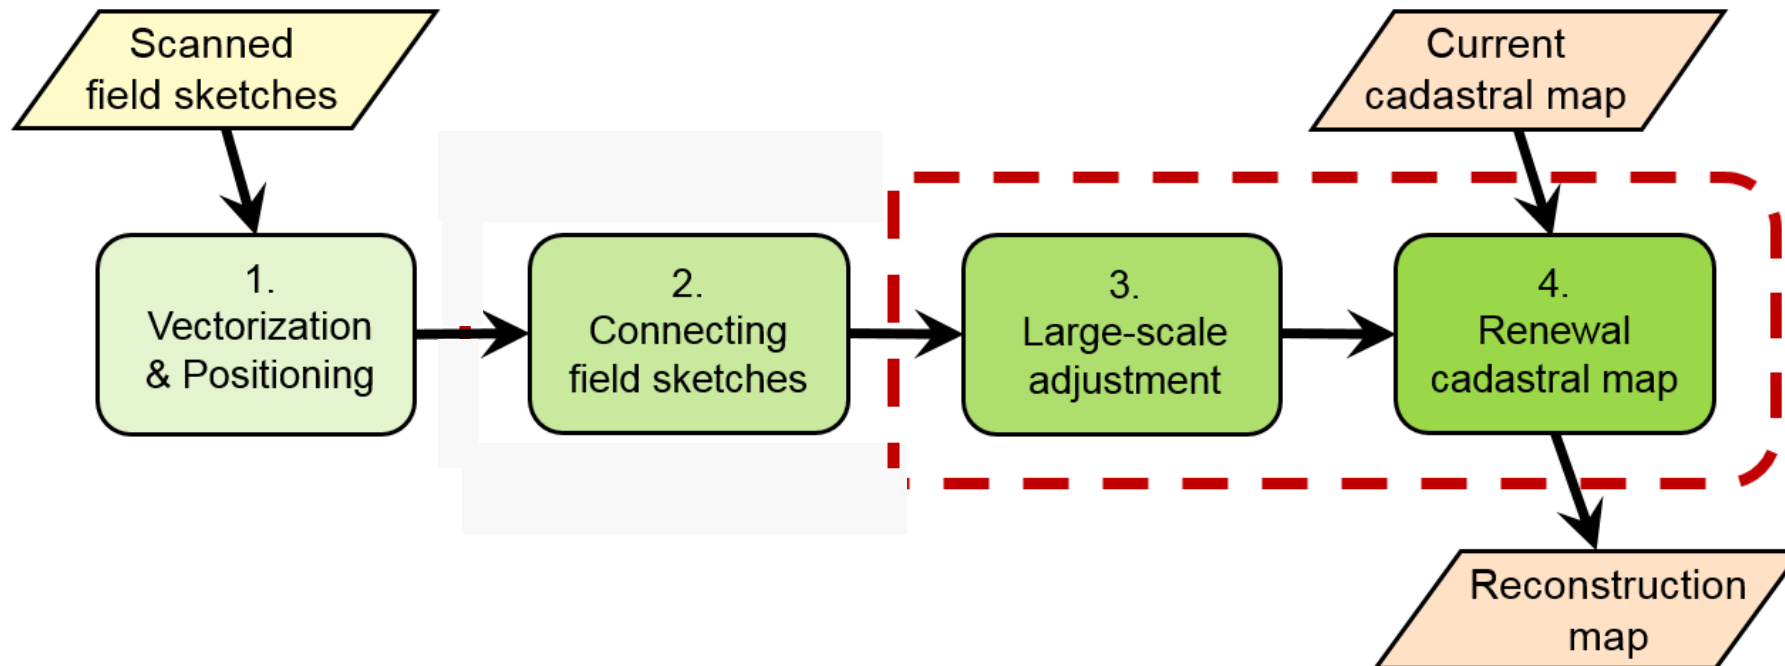 Scanned
field sketches
Current
cadastral map
1.
Vectorization
& Positioning
2.
Connecting
field sketches
3.
Large-scale
adjustment
4.
Renewal
cadastral map
Reconstruction
map